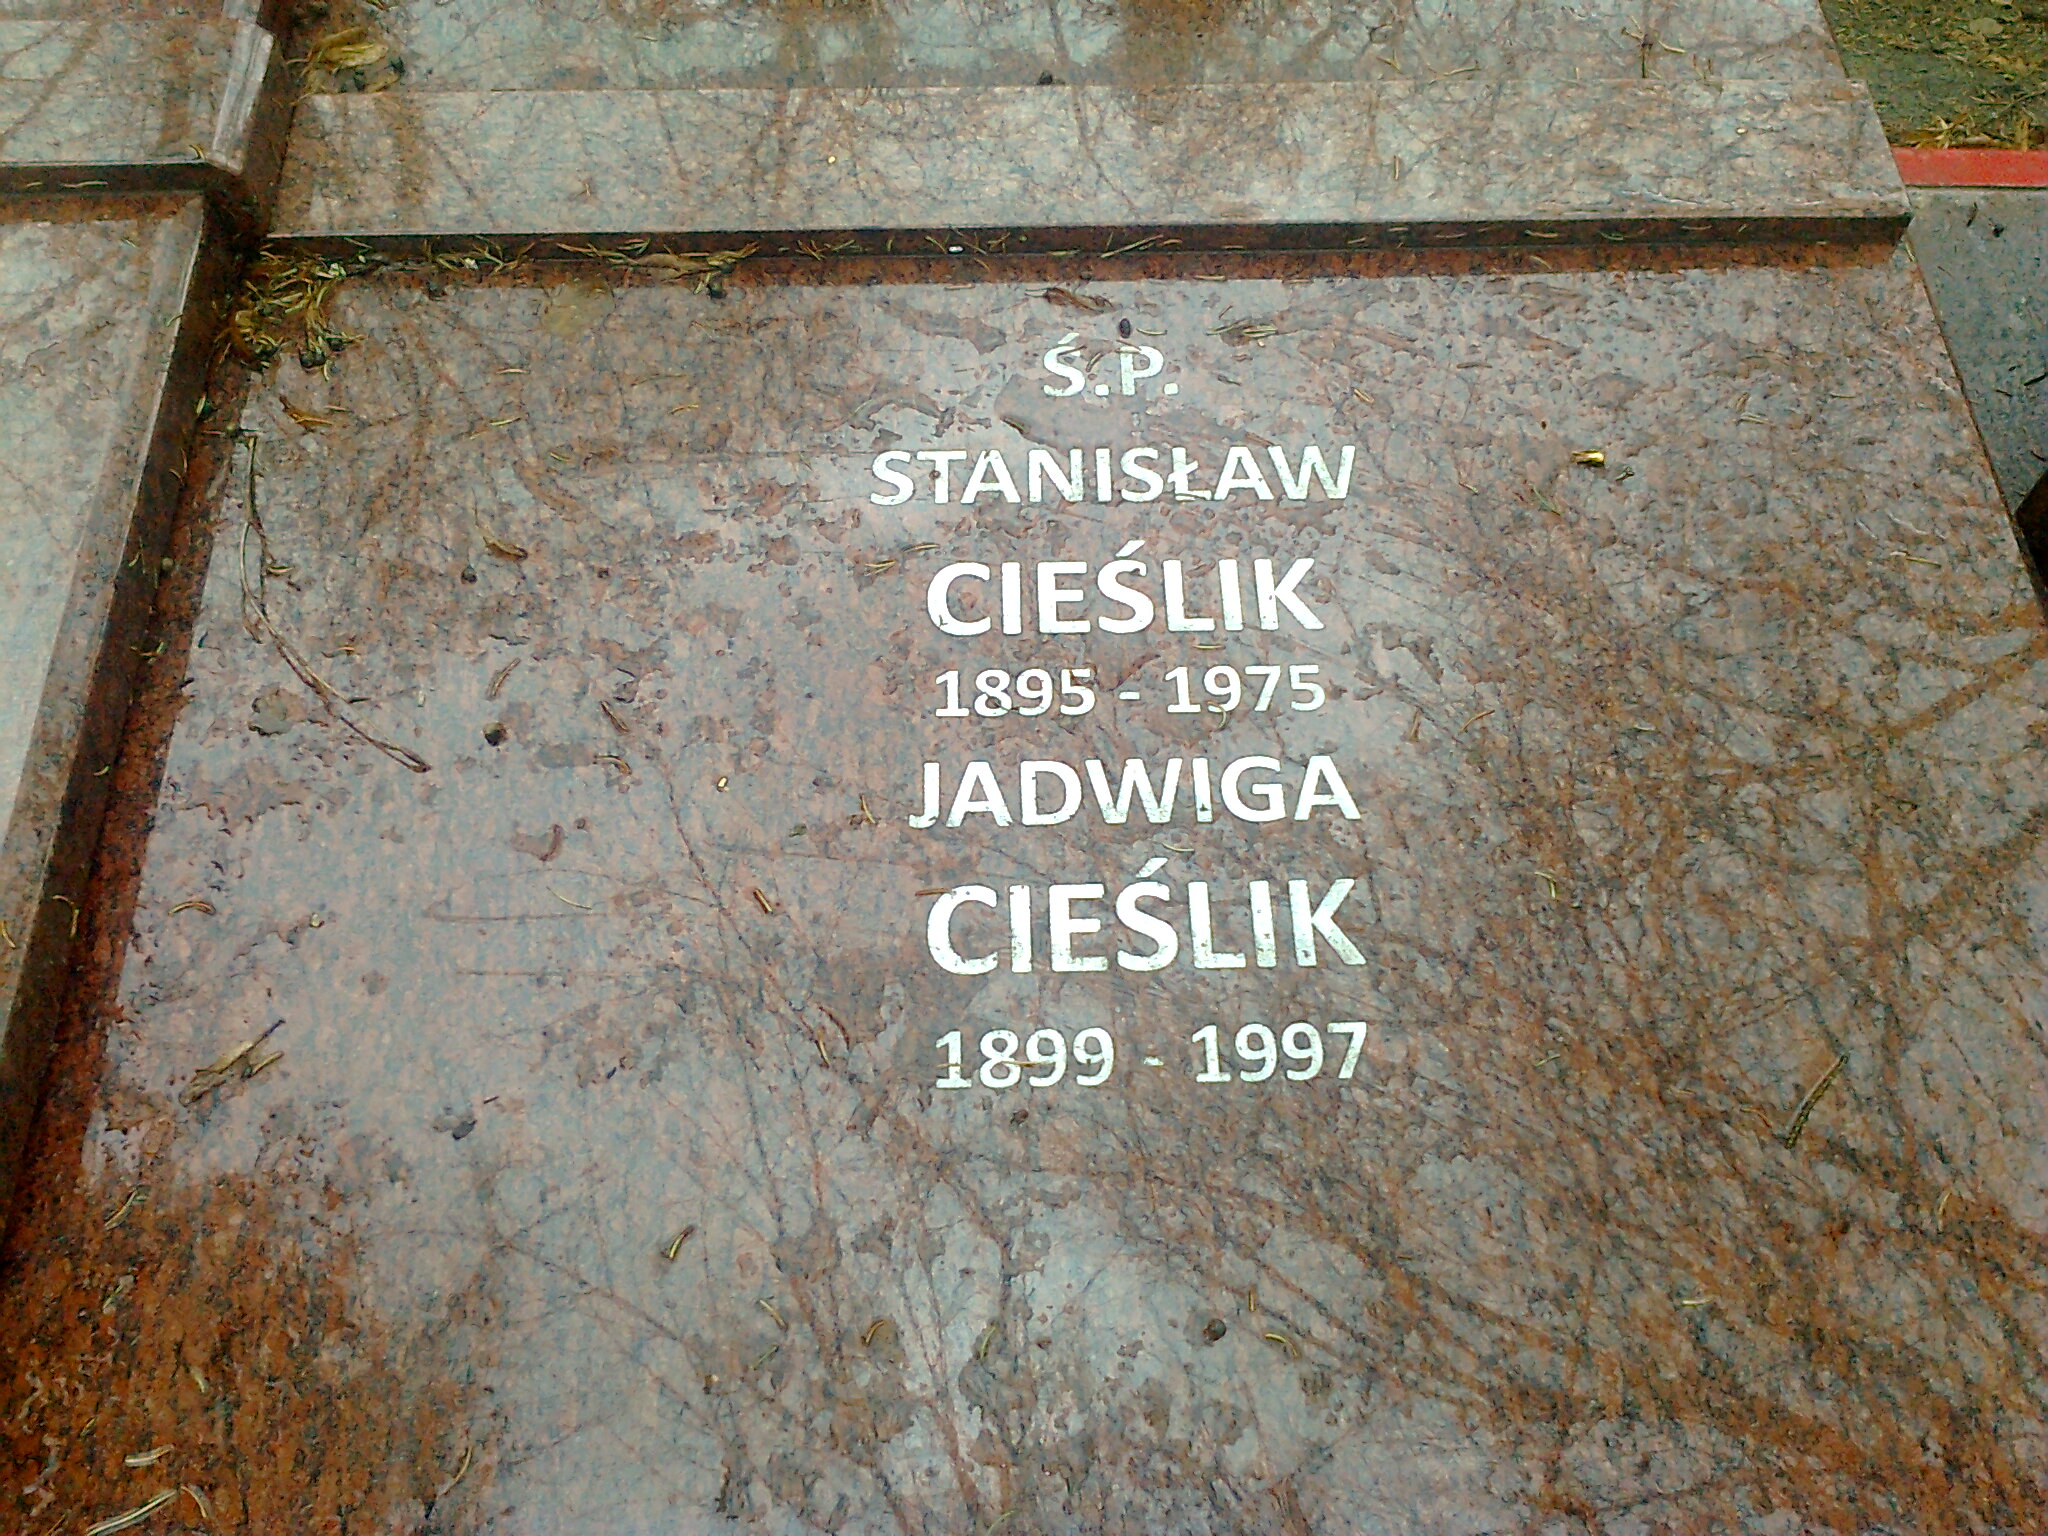 Ś.P.
STANISŁAW
CIEŚLIK
1895 - 1975
JADWIGA
CIEŚLIK
1899 - 1997